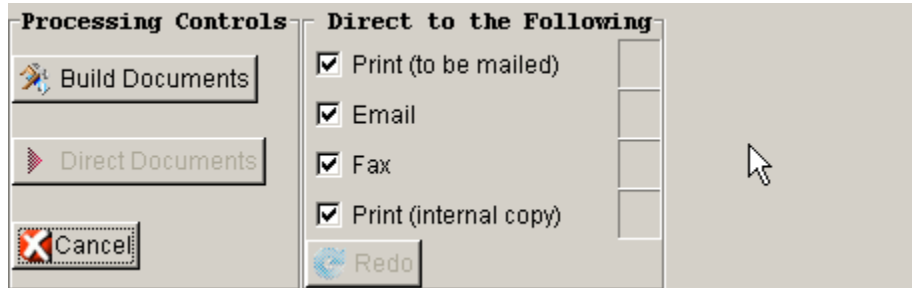 Processing Controls
Build Documents
Direct Documents
Cancel
Direct to the Following
Print (to be mailed)
Email
Fax
Print (internal copy)
Redo